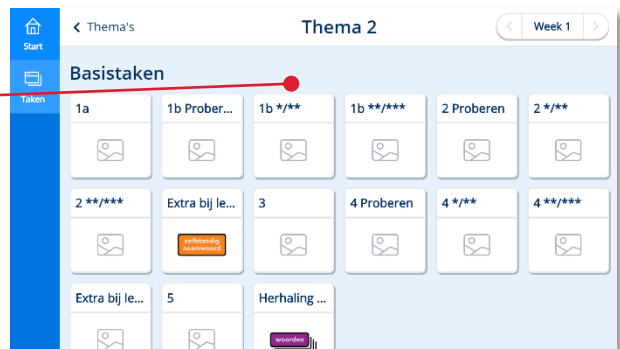 Start
Taken
Thema's
Thema 2
Week 1
Basistaken
1a
1b Prober...
1b */**
1b **/***
2 Proberen
2 */**
2 **/***
Extra bij le...
3
4 Proberen
4 */**
4 **/***
zelfstandig
naamwoord
Extra bij le...
5
Herhaling ...
woorden